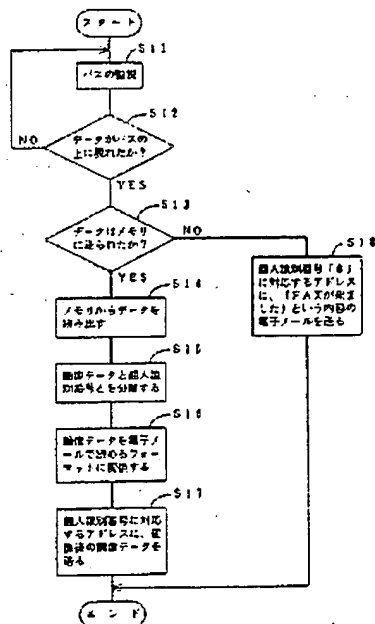 スタート
S11
バスの監視
S12
データがバスの
上に現れたか?
NO
YES
S13
データはメモリ
に送られたか?
NO
YES
S14
メモリからデータを
読み出す
S15
画像データと個人識
別番号とを分離する
S16
画像データを電子メ
ールで読めるフォー
マットに変換する
S17
個人識別番号に対応
するアドレスに、変
換後の画像データを
送る
S18
個人識別番号「0」
に対応するアドレス
に、「FAXが来ま
した」という内容の
電子メールを送る
エンド